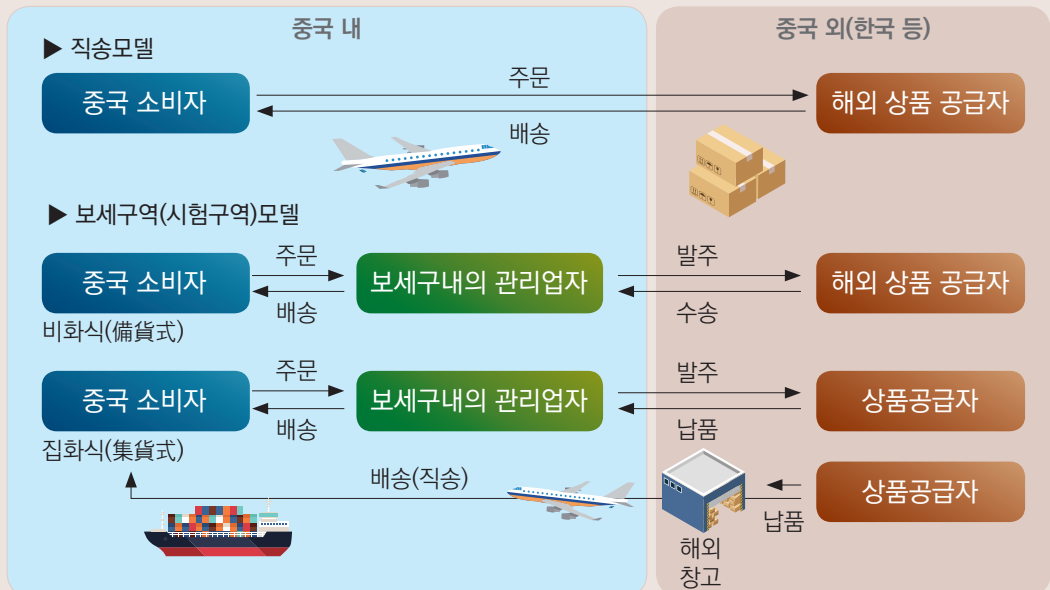 중국 내
중국 외(한국 등)
▶ 직송모델
중국 소비자
주문
배송
해외 상품 공급자
▶ 보세구역(시험구역)모델
중국 소비자
주문
배송
보세구내의 관리업자
발주
수송
해외 상품 공급자
비화식(備貨式)
중국 소비자
주문
배송
보세구내의 관리업자
발주
납품
상품공급자
집화식(集貨式)
배송(직송)
상품공급자
납품
해외
창고